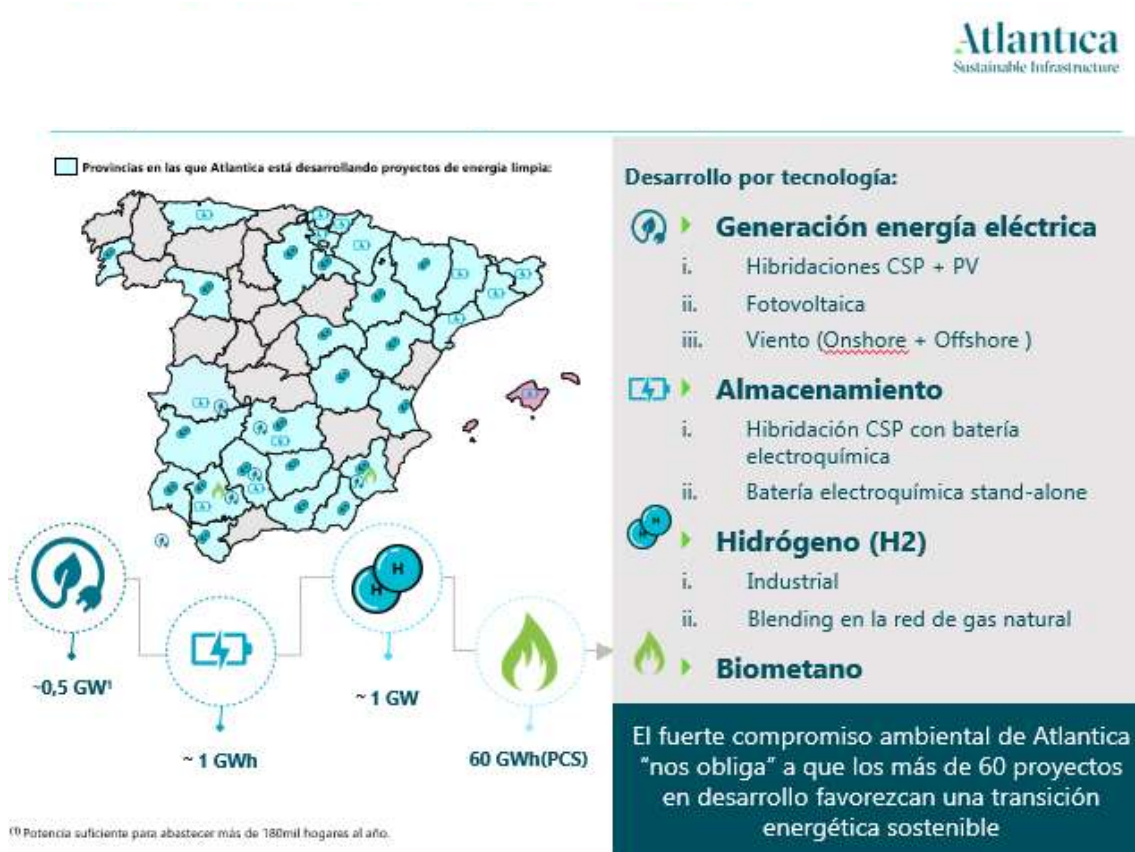 Atlantica
Sustainable Infrastructure
Provincias en las que Atlantica está desarrollando proyectos de energía limpia:
Desarrollo por tecnología:
Generación energía eléctrica
i. Hibridaciones CSP + PV
ii. Fotovoltaica
iii. Viento (Onshore + Offshore )
Almacenamiento
i. Hibridación CSP con batería
electroquímica
ii. Batería electroquímica stand-alone
H H
Hidrógeno (H2)
i. Industrial
ii. Blending en la red de gas natural
Biometano
H
H
~0,5 GW¹
~ 1 GWh
~ 1 GW
60 GWh(PCS)
El fuerte compromiso ambiental de Atlantica
"nos obliga" a que los más de 60 proyectos
en desarrollo favorezcan una transición
energética sostenible
(1) Potencia suficiente para abastecer más de 180mil hogares al año.